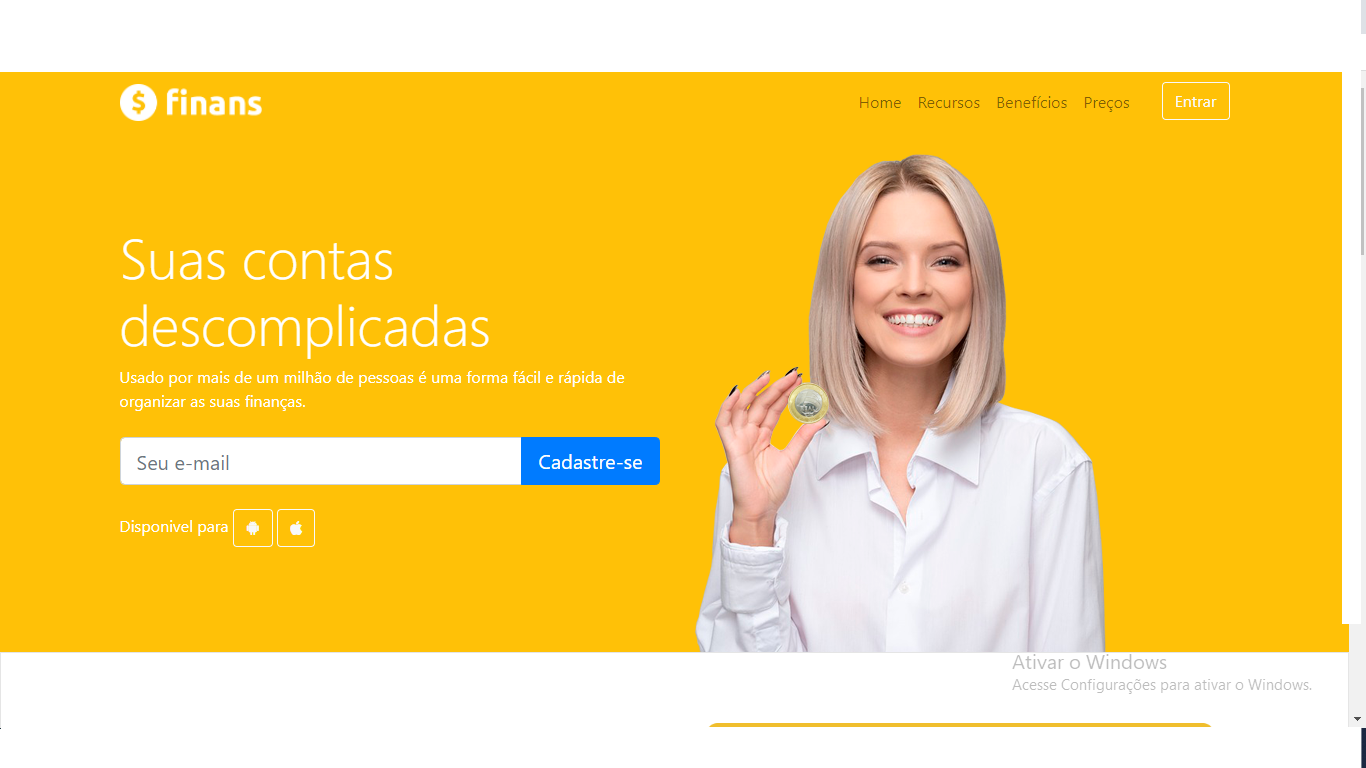 finans
Home Recursos Benefícios Preços Entrar
Suas contas
descomplicadas
Usado por mais de um milhão de pessoas é uma forma fácil e rápida de
organizar as suas finanças.
Seu e-mail Cadastre-se
Disponivel para
Ativar o Windows
Acesse Configurações para ativar o Windows.